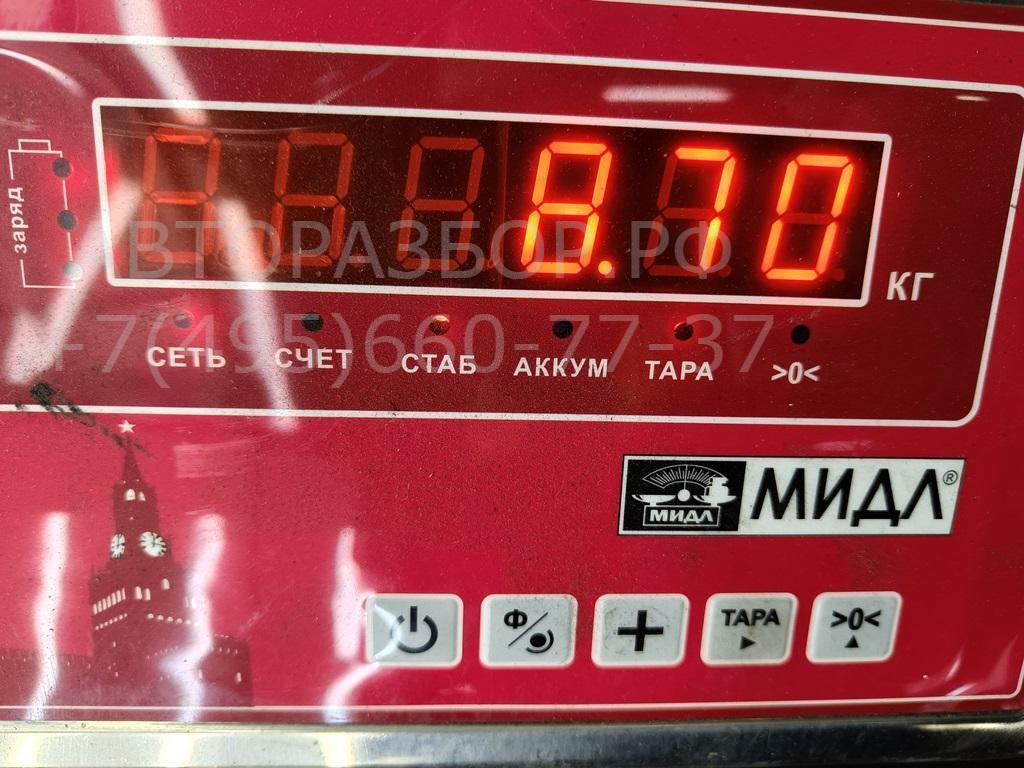 заряд
8.70
КГ
ВТОРАЗБОР.РФ
+7(495)660-77-37
СЕТЬ СЧЕТ СТАБ АККУМ ТАРА >0<
МИДЛ МИДЛ®
Ф ТАРА >0<